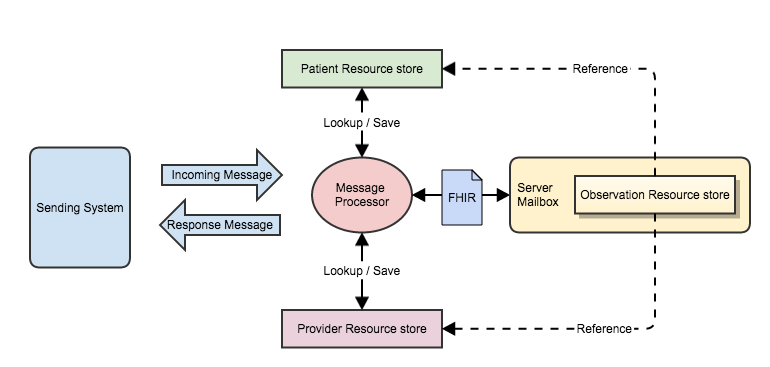 Patient Resource store
Reference
Lookup / Save
Incoming Message
Sending System
Response Message
Message
Processor
FHIR
Server
Mailbox
Observation Resource store
Lookup / Save
Provider Resource store
Reference